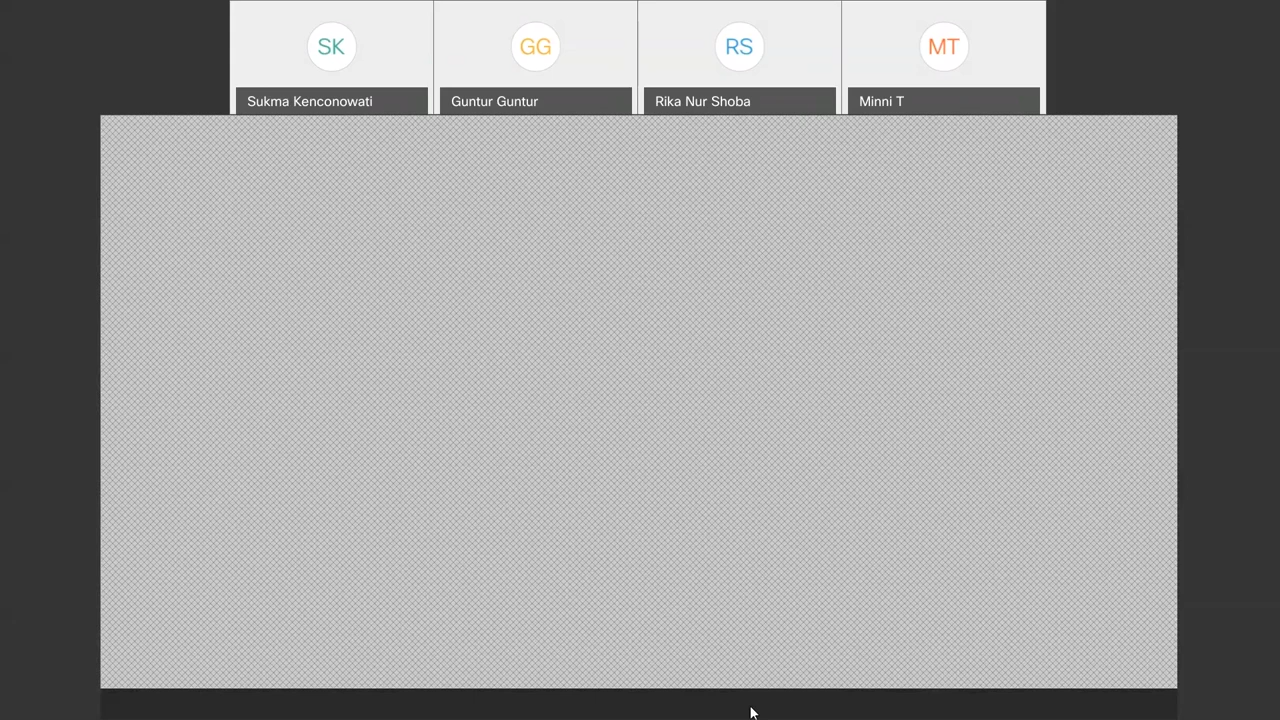 SK
GG
RS
MT
Sukma Kenconowati
Guntur Guntur
Rika Nur Shoba
Minni T